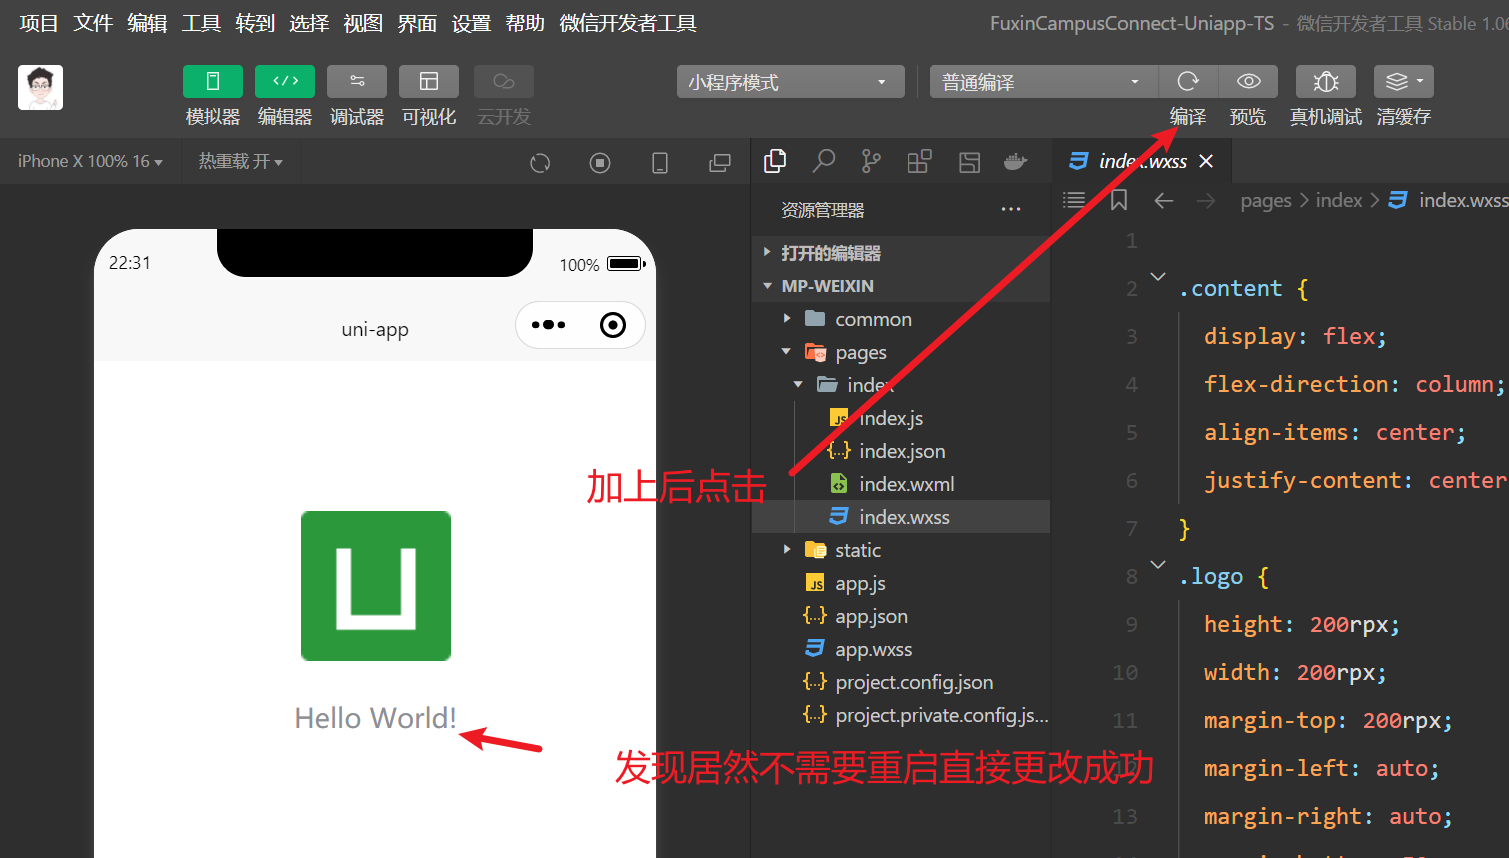 项目 文件 编辑 工具 转到 选择 视图 界面 设置 帮助 微信开发者工具
FuxinCampusConnect-Uniapp-TS - 微信开发者工具 Stable 1.06
小程序模式
普通编译
模拟器 编辑器 调试器 可视化 云开发
编译 预览 真机调试 清缓存
iPhone X 100% 16
热重载 开
index.wxss
资源管理器
pages > index > index.wxss
打开的编辑器
MP-WEIXIN
common
pages
index
index.js
index.json
index.wxml
index.wxss
static
app.js
app.json
app.wxss
project.config.json
project.private.config.js...
22:31
100%
uni-app
Hello World!
加上后点击
发现居然不需要重启直接更改成功
1
2 .content {
3 display: flex;
4 flex-direction: column;
5 align-items: center;
6 justify-content: center
7 }
8 .logo {
9 height: 200rpx;
10 width: 200rpx;
11 margin-top: 200rpx;
12 margin-left: auto;
13 margin-right: auto;